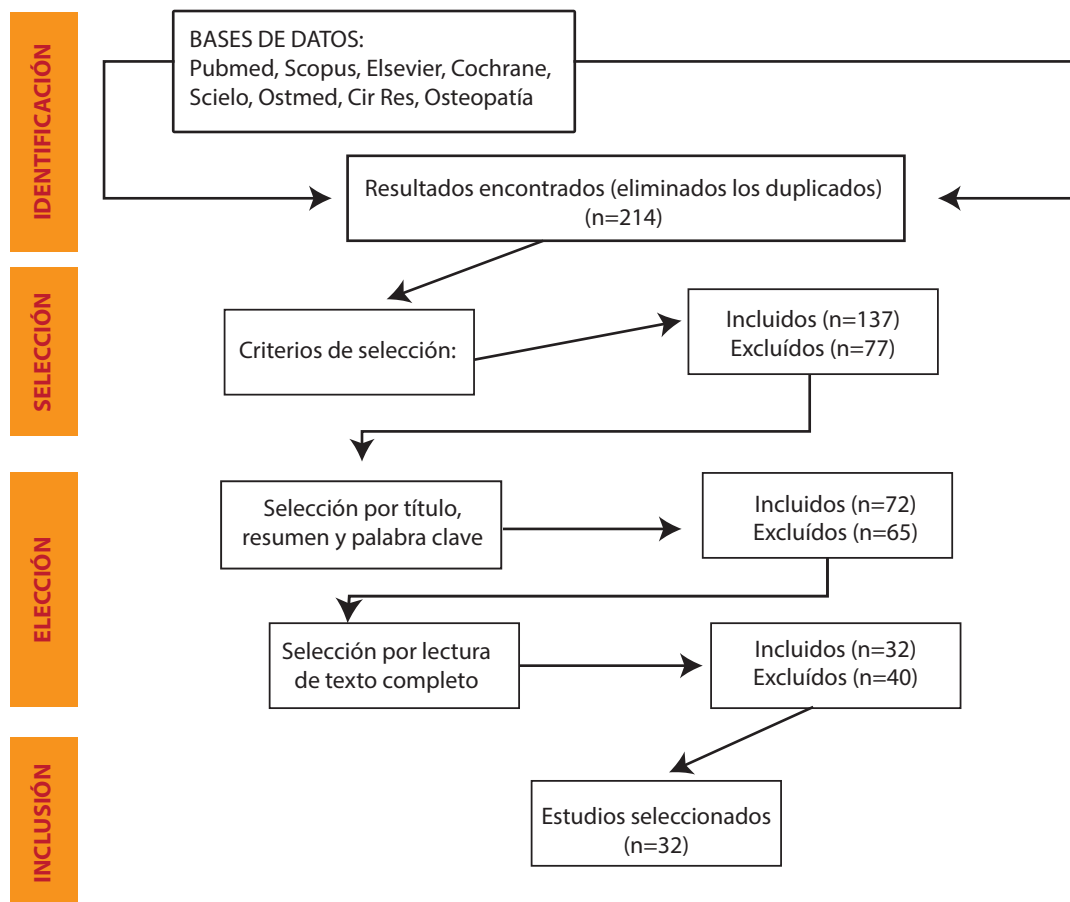 IDENTIFICACIÓN
BASES DE DATOS:
Pubmed, Scopus, Elsevier, Cochrane,
Scielo, Ostmed, Cir Res, Osteopatía
Resultados encontrados (eliminados los duplicados)
(n=214)
SELECCIÓN
Criterios de selección:
Incluidos (n=137)
Excluídos (n=77)
ELECCIÓN
Selección por título,
resumen y palabra clave
Incluidos (n=72)
Excluídos (n=65)
Selección por lectura
de texto completo
Incluidos (n=32)
Excluídos (n=40)
INCLUSIÓN
Estudios seleccionados
(n=32)